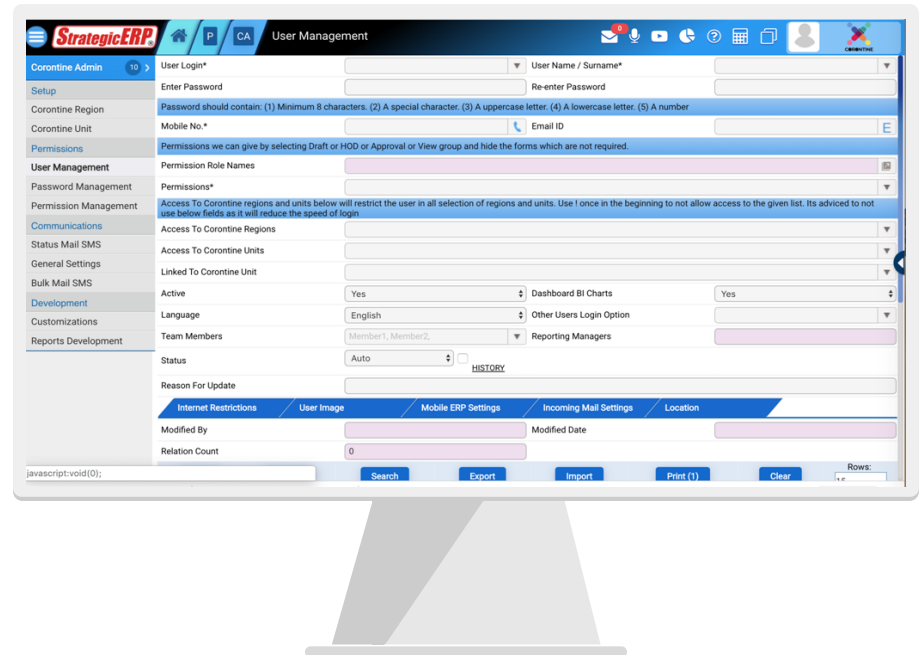 StrategicERP® P CA User Management 0 CORONTINE
Corontine Admin 10
Setup
Corontine Region
Corontine Unit
Permissions
User Management
Password Management
Permission Management
Communications
Status Mail SMS
General Settings
Bulk Mail SMS
Development
Customizations
Reports Development
javascript:void(0);
User Login* User Name / Surname*
Enter Password Re-enter Password
Password should contain: (1) Minimum 8 characters. (2) A special character. (3) A uppercase letter. (4) A lowercase letter. (5) A number
Mobile No.* Email ID E
Permissions we can give by selecting Draft or HOD or Approval or View group and hide the forms which are not required.
Permission Role Names
Permissions*
Access To Corontine regions and units below will restrict the user in all selection of regions and units. Use ! once in the beginning to not allow access to the given list. Its adviced to not
use below fields as it will reduce the speed of login
Access To Corontine Regions
Access To Corontine Units
Linked To Corontine Unit
Active Yes Dashboard BI Charts Yes
Language English Other Users Login Option
Team Members Member1, Member2, Reporting Managers
Status Auto HISTORY
Reason For Update
Internet Restrictions User Image Mobile ERP Settings Incoming Mail Settings Location
Modified By Modified Date
Relation Count 0
Search Export Import Print (1) Clear Rows: